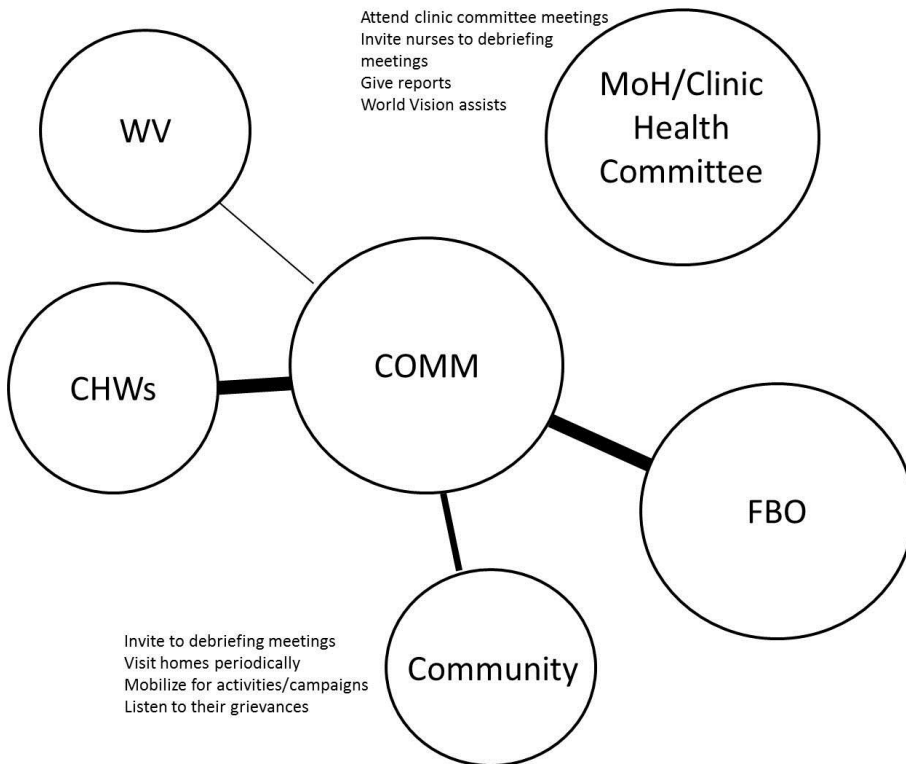 Attend clinic committee meetings
Invite nurses to debriefing
meetings
Give reports
World Vision assists
MoH/Clinic
Health
Committee
WV
COMM
CHWs
FBO
Invite to debriefing meetings
Visit homes periodically
Mobilize for activities/campaigns
Listen to their grievances
Community